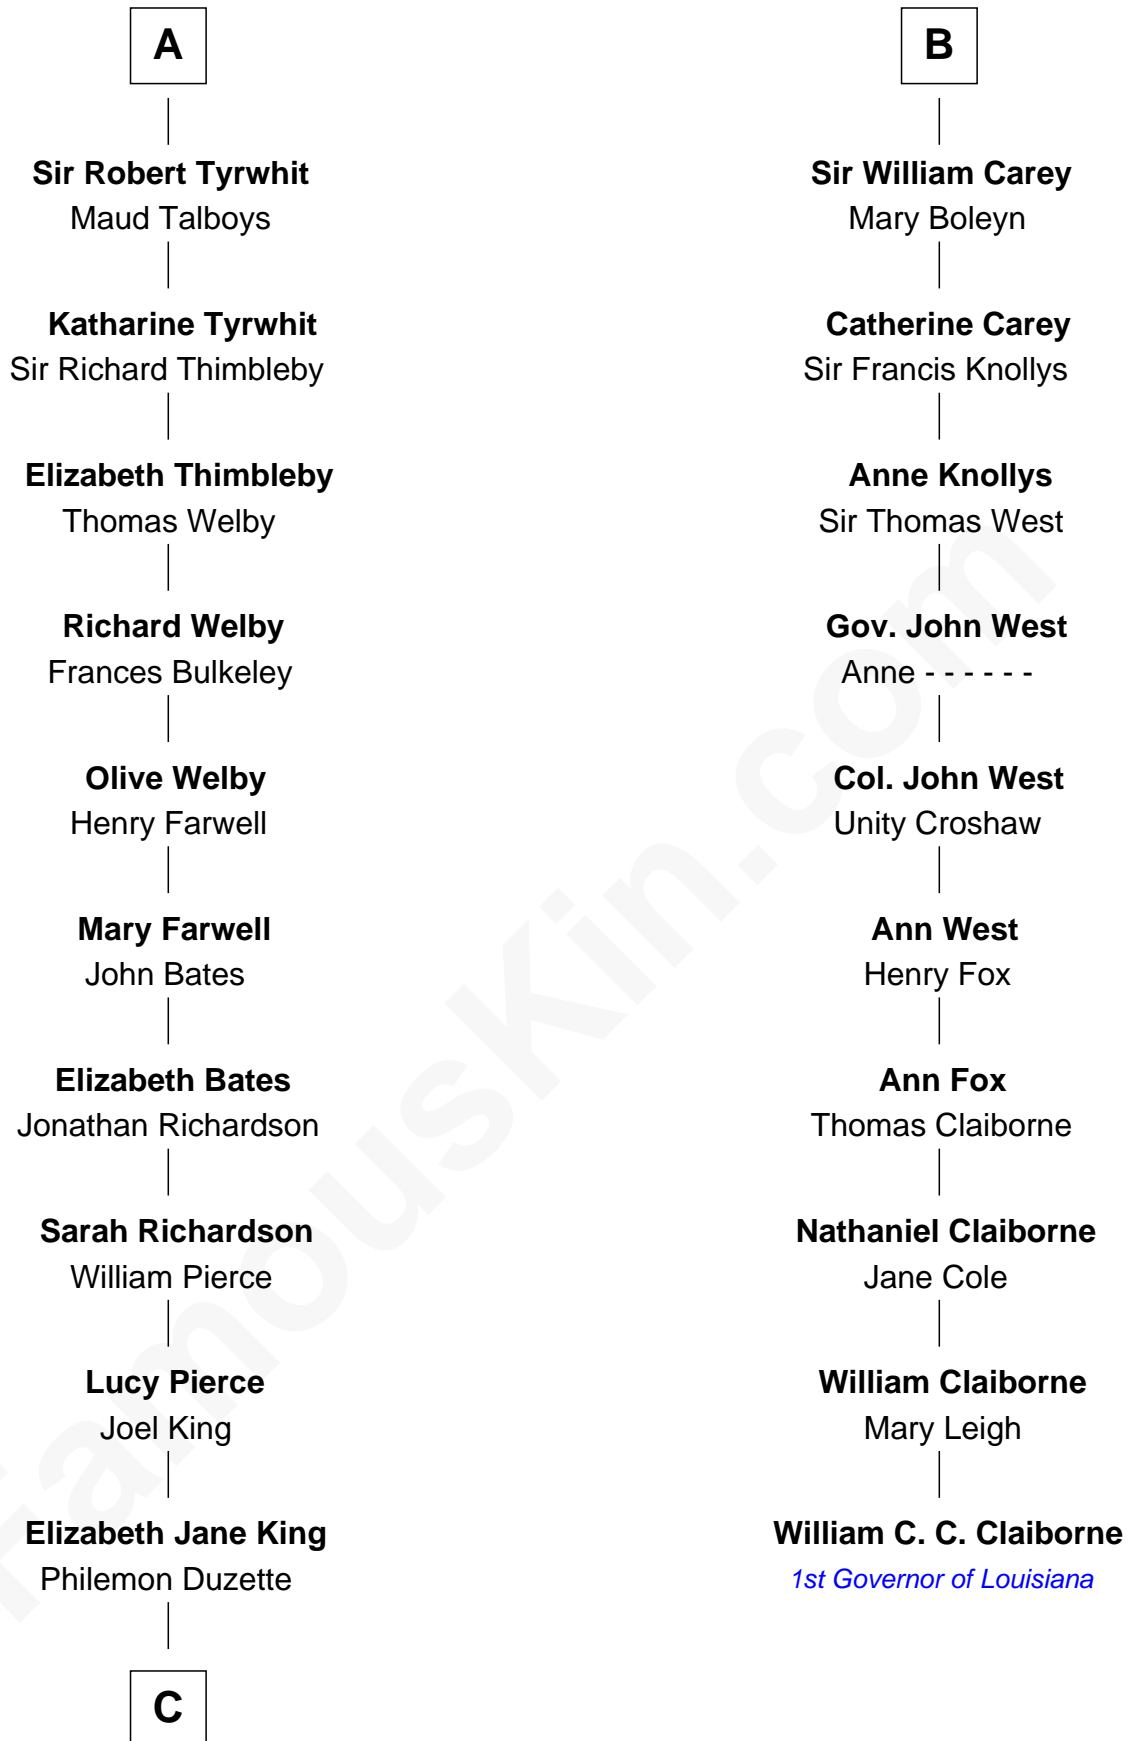 A
Sir Robert Tyrwhit
Maud Talboys
Katharine Tyrwhit
Sir Richard Thimbleby
Elizabeth Thimbleby
Thomas Welby
Richard Welby
Frances Bulkeley
Olive Welby
Henry Farwell
Mary Farwell
John Bates
Elizabeth Bates
Jonathan Richardson
Sarah Richardson
William Pierce
Lucy Pierce
Joel King
Elizabeth Jane King
Philemon Duzette
C
B
Sir William Carey
Mary Boleyn
Catherine Carey
Sir Francis Knollys
Anne Knollys
Sir Thomas West
Gov. John West
Anne - - - - - -
Col. John West
Unity Croshaw
Ann West
Henry Fox
Ann Fox
Thomas Claiborne
Nathaniel Claiborne
Jane Cole
William Claiborne
Mary Leigh
William C. C. Claiborne
1st Governor of Louisiana
FamousKin.com